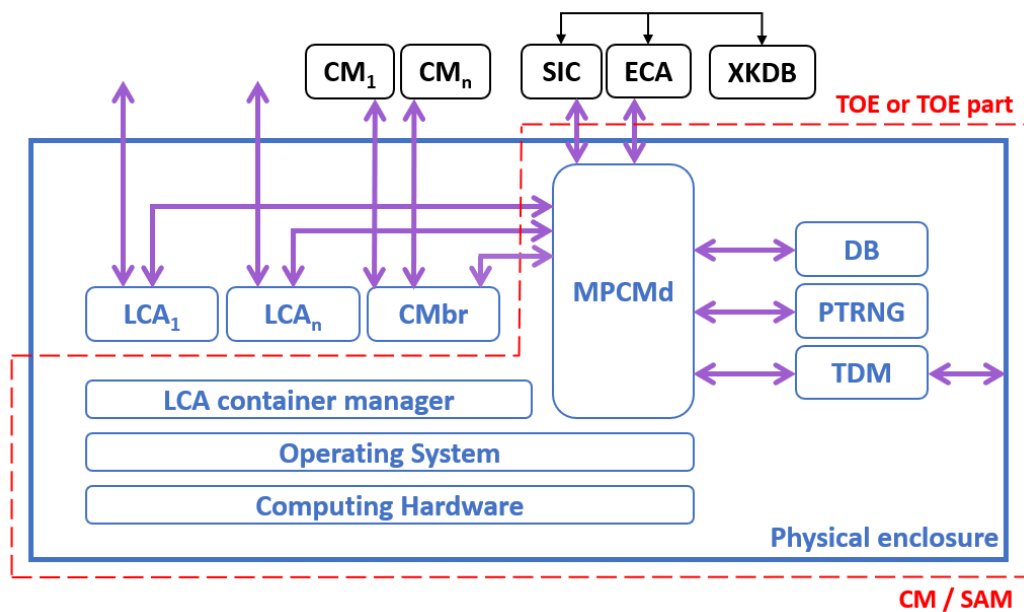 CM1 CMn SIC ECA XKDB
TOE or TOE part
MPCMd
DB
LCA1 LCAn CMbr
PTRNG
TDM
LCA container manager
Operating System
Computing Hardware
Physical enclosure
CM / SAM